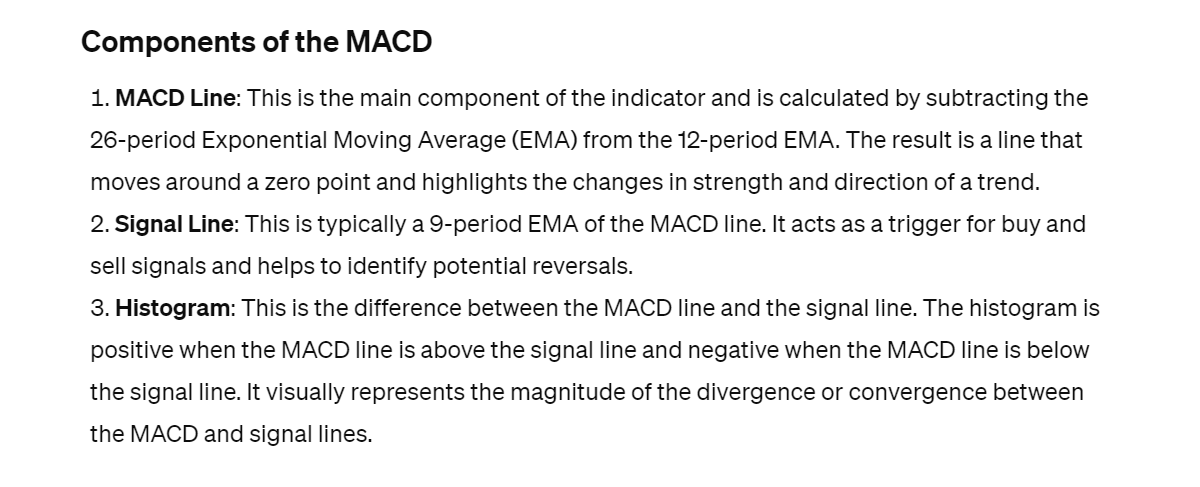 Components of the MACD
1. MACD Line: This is the main component of the indicator and is calculated by subtracting the
26-period Exponential Moving Average (EMA) from the 12-period EMA. The result is a line that
moves around a zero point and highlights the changes in strength and direction of a trend.
2. Signal Line: This is typically a 9-period EMA of the MACD line. It acts as a trigger for buy and
sell signals and helps to identify potential reversals.
3. Histogram: This is the difference between the MACD line and the signal line. The histogram is
positive when the MACD line is above the signal line and negative when the MACD line is below
the signal line. It visually represents the magnitude of the divergence or convergence between
the MACD and signal lines.